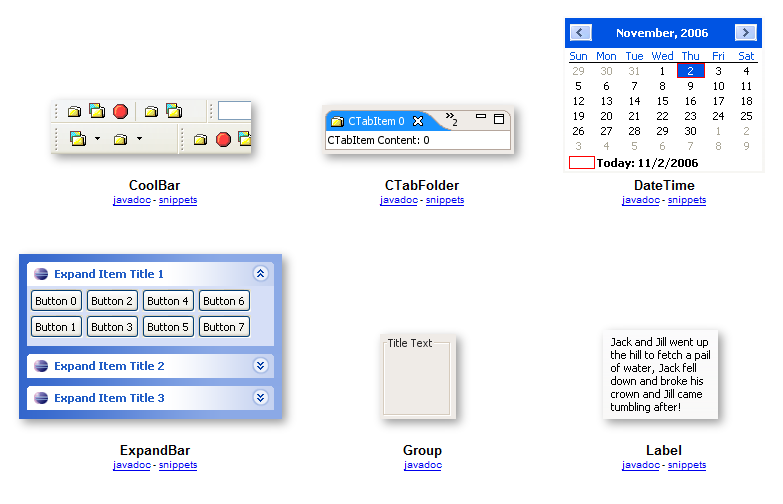 November, 2006
Sun Mon Tue Wed Thu Fri Sat
29 30 31 1 2 3 4
5 6 7 8 9 10 11
12 13 14 15 16 17 18
19 20 21 22 23 24 25
26 27 28 29 30 1 2
3 4 5 6 7 8 9
Today: 11/2/2006
CTabItem 0 2
CTabItem Content: 0
CoolBar
javadoc - snippets
CTabFolder
javadoc - snippets
DateTime
javadoc - snippets
Expand Item Title 1
Button 0 Button 2 Button 4 Button 6
Button 1 Button 3 Button 5 Button 7
Expand Item Title 2
Expand Item Title 3
Title Text
Jack and Jill went up
the hill to fetch a pail
of water, Jack fell
down and broke his
crown and Jill came
tumbling after!
ExpandBar
javadoc - snippets
Group
javadoc
Label
javadoc - snippets